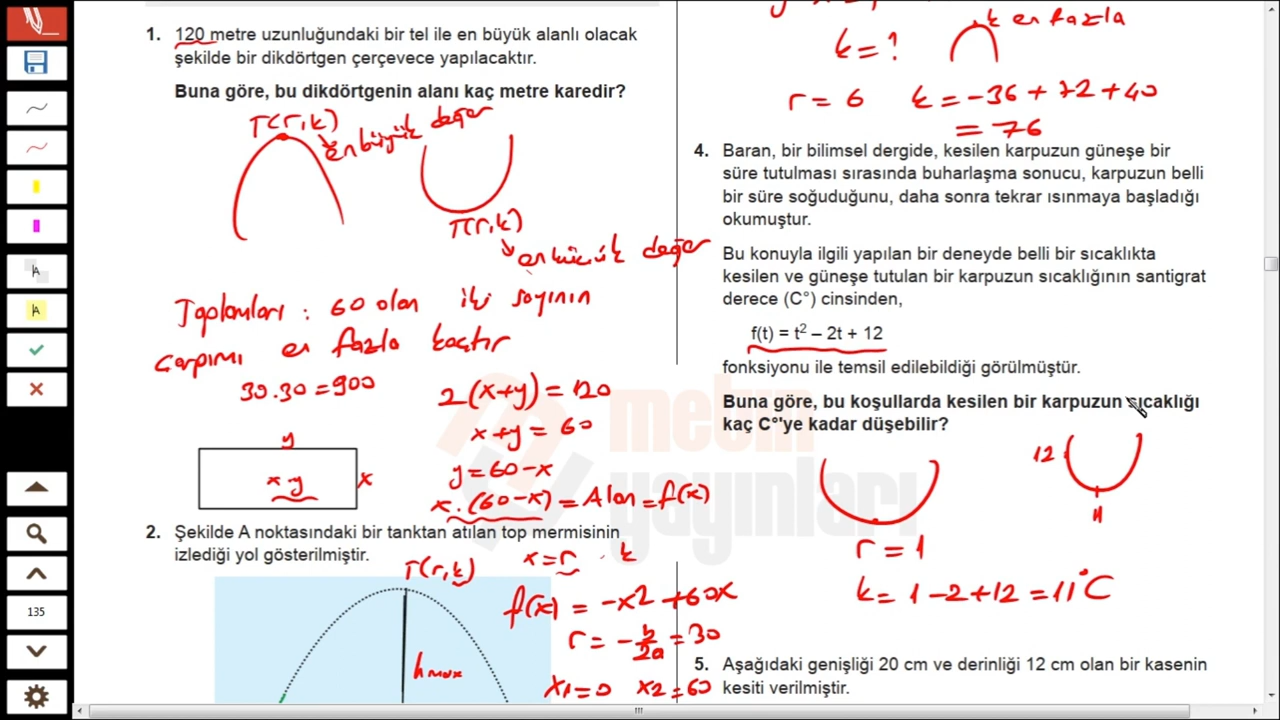 1. 120 metre uzunluğundaki bir tel ile en büyük alanlı olacak
şekilde bir dikdörtgen çerçevece yapılacaktır.
Buna göre, bu dikdörtgenin alanı kaç metre karedir?
T(r,k)
en büyük değer
T(r,k)
en küçük değer
Toplamları : 60 olan iki sayının
çarpımı en fazla kaçtır
30.30=900
2(x+y)=120
x+y=60
y=60-x
x.(60-x)=Alan=f(x)
y
x.y
x
2. Şekilde A noktasındaki bir tanktan atılan top mermisinin
izlediği yol gösterilmiştir.
x=r k
T(r,k)
f(x)=-x2+60x
r=-b/2a=30
hmax
x1=0 x2=60
k en fazla
k=?
r=6 k=-36+72+40
=76
4. Baran, bir bilimsel dergide, kesilen karpuzun güneşe bir
süre tutulması sırasında buharlaşma sonucu, karpuzun belli
bir süre soğuduğunu, daha sonra tekrar ısınmaya başladığı
okumuştur.
Bu konuyla ilgili yapılan bir deneyde belli bir sıcaklıkta
kesilen ve güneşe tutulan bir karpuzun sıcaklığının santigrat
derece (C°) cinsinden,
f(t) = t² – 2t + 12
fonksiyonu ile temsil edilebildiği görülmüştür.
Buna göre, bu koşullarda kesilen bir karpuzun sıcaklığı
kaç C°'ye kadar düşebilir?
12
11
r=1
k=1-2+12=11°C
5. Aşağıdaki genişliği 20 cm ve derinliği 12 cm olan bir kasenin
kesiti verilmiştir.
metin
yayınları
135